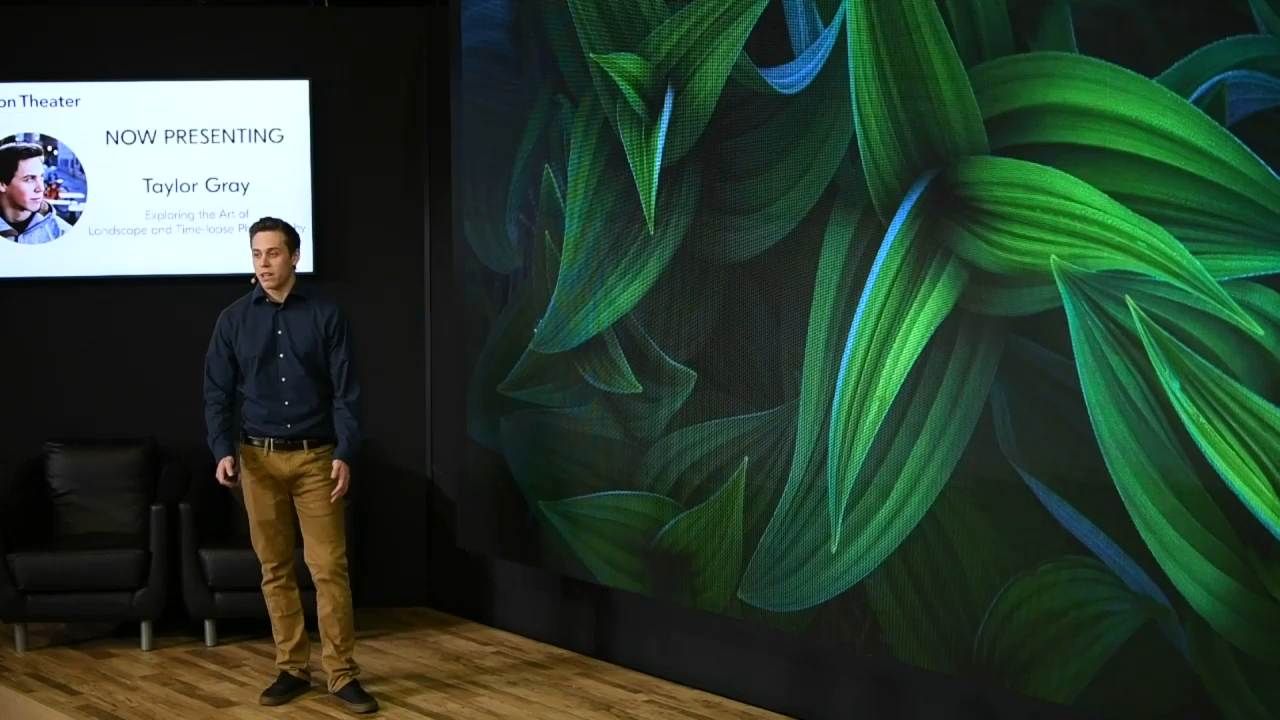 on Theater
NOW PRESENTING
Taylor Gray
Exploring the Art of
Landscape and Time-lapse